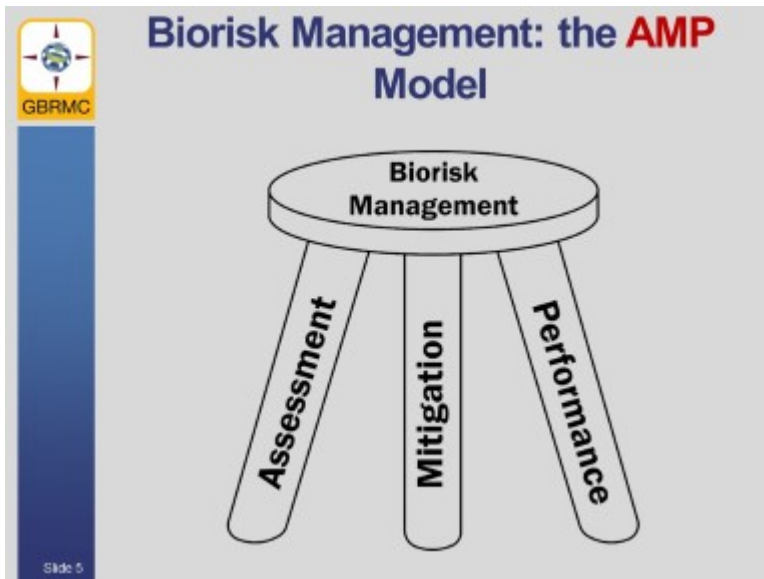 Biorisk Management: the AMP
Model
GBRMC
Biorisk
Management
Assessment
Mitigation
Performance
Slide 5